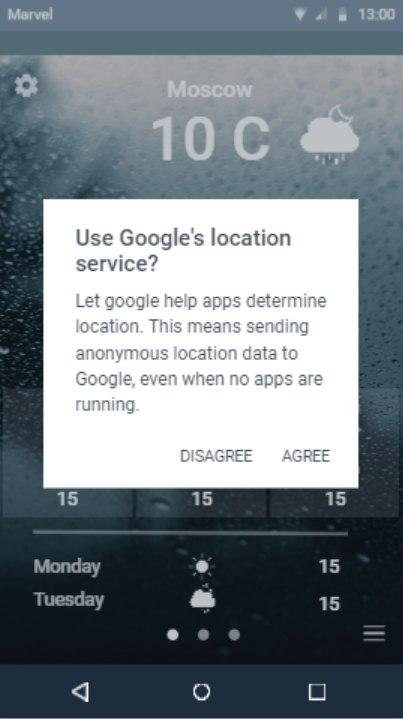 Marvel 13:00
Moscow
10 C
Use Google's location
service?
Let google help apps determine
location. This means sending
anonymous location data to
Google, even when no apps are
running.
DISAGREE AGREE
15 15 15
Monday 15
Tuesday 15